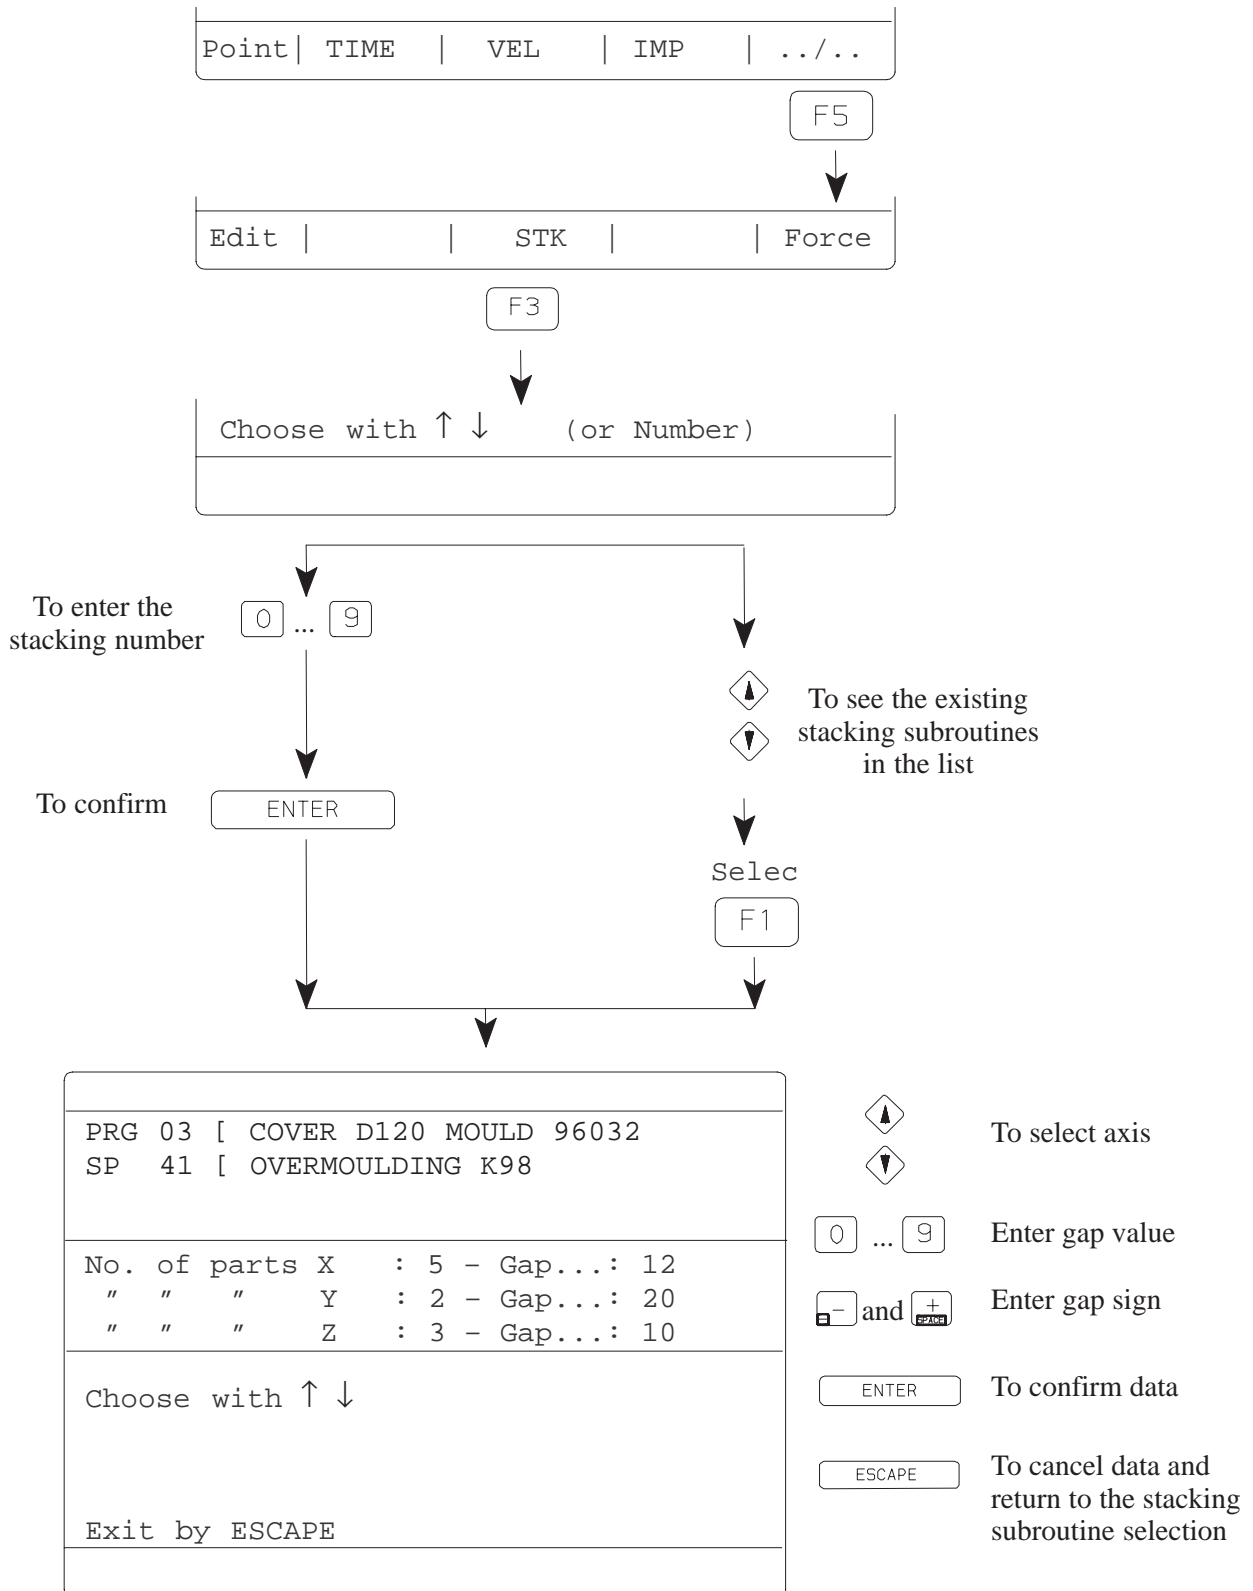 Point| TIME | VEL | IMP | ../..
F5
Edit | | STK | | Force
F3
Choose with ↑ ↓ (or Number)
To enter the
stacking number
0 ... 9
To see the existing
stacking subroutines
in the list
To confirm
ENTER
Selec
F1
PRG 03 [ COVER D120 MOULD 96032
SP 41 [ OVERMOULDING K98
No. of parts X : 5 – Gap...: 12
" " " Y : 2 – Gap...: 20
" " " Z : 3 – Gap...: 10
Choose with ↑ ↓
Exit by ESCAPE
To select axis
0 ... 9 Enter gap value
- and + SPACE Enter gap sign
ENTER To confirm data
ESCAPE To cancel data and
return to the stacking
subroutine selection